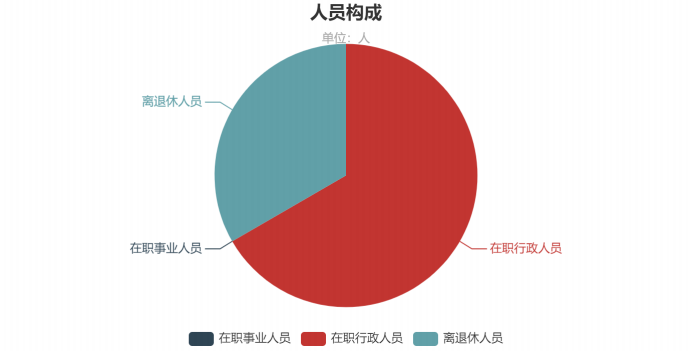 人员构成
单位：人
离退休人员
在职事业人员
在职行政人员
在职事业人员 在职行政人员 离退休人员